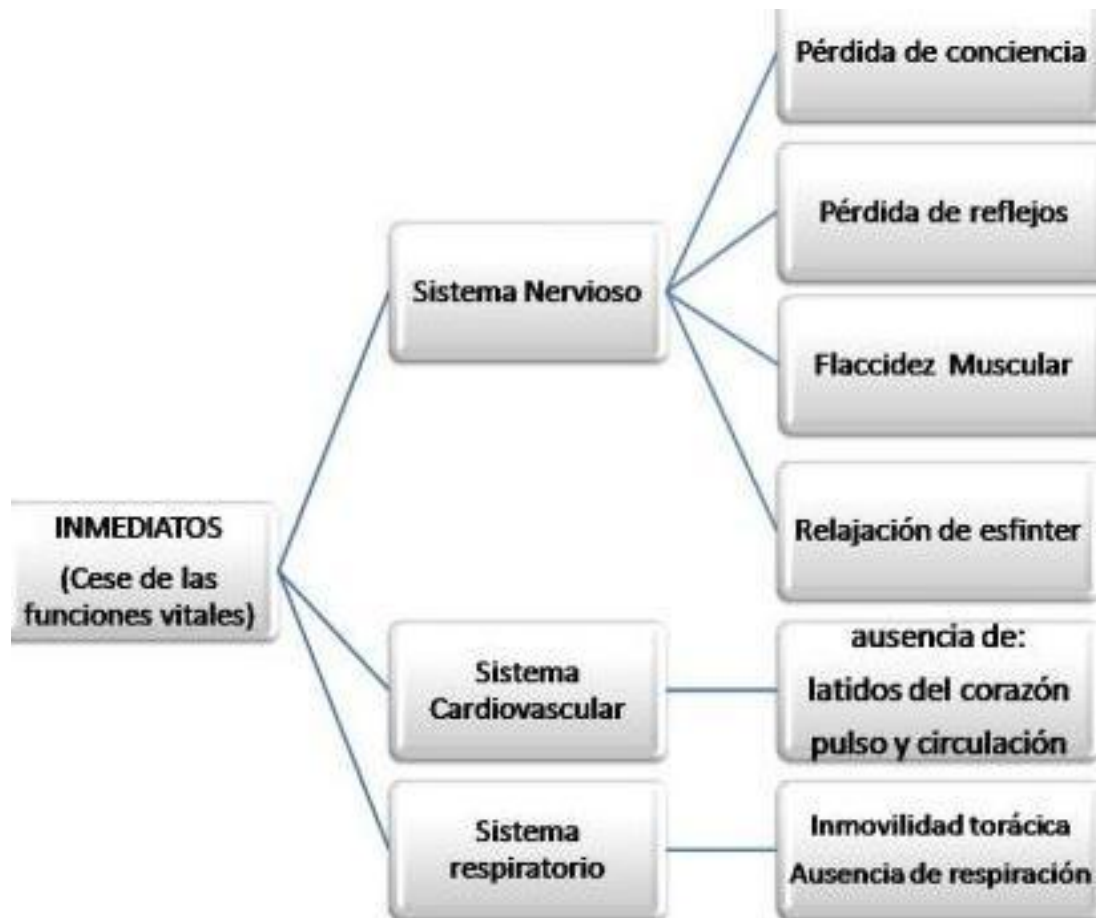 INMEDIATOS
(Cese de las
funciones vitales)
Sistema Nervioso
Pérdida de conciencia
Pérdida de reflejos
Flaccidez Muscular
Relajación de esfinter
Sistema
Cardiovascular
ausencia de:
latidos del corazón
pulso y circulación
Sistema
respiratorio
Inmovilidad torácica
Ausencia de respiración